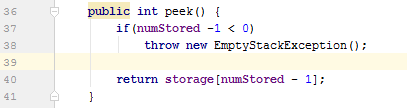 36 public int peek() {
37 if(numStored -1 < 0)
38 throw new EmptyStackException();
39
40 return storage[numStored - 1];
41 }